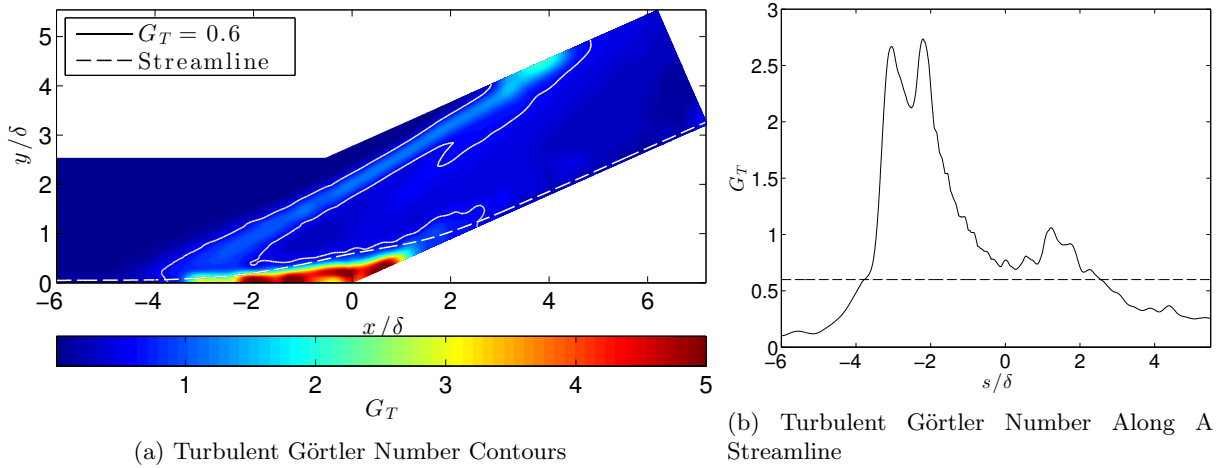 G_T = 0.6
Streamline
y/δ
5
4
3
2
1
0
−6 −4 −2 0 2 4 6
x/δ
1 2 3 4 5
G_T
(a) Turbulent Görtler Number Contours
G_T
3
2.5
2
1.5
1
0.5
0
−6 −4 −2 0 2 4
s/δ
(b) Turbulent Görtler Number Along A
Streamline